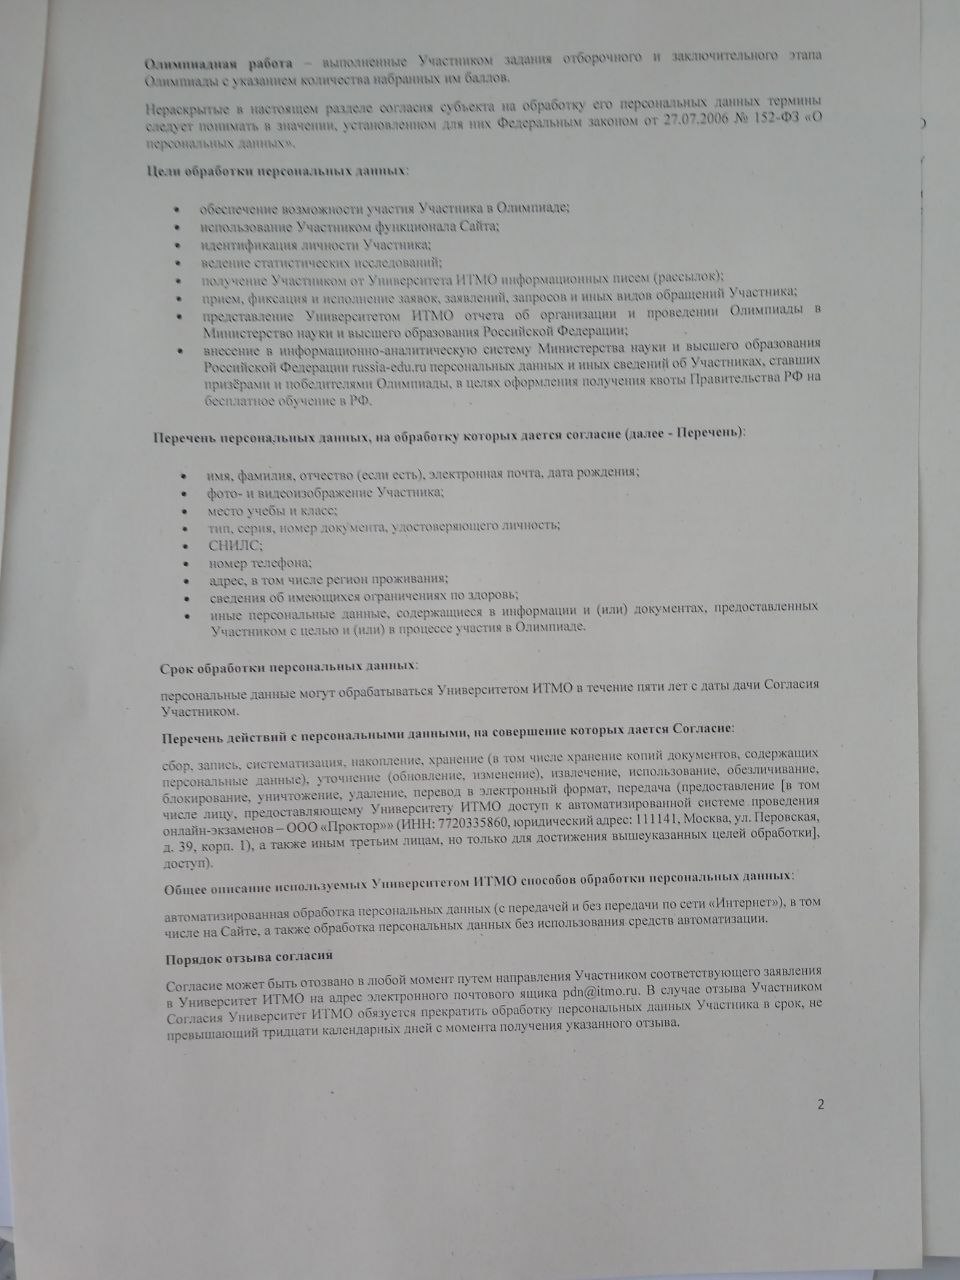 Олимпиадная работа – выполненные Участником задания отборочного и заключительного этапа
Олимпиады с указанием количества набранных им баллов.
Нераскрытые в настоящем разделе согласия субъекта на обработку его персональных данных термины
следует понимать в значении, установленном для них Федеральным законом от 27.07.2006 № 152-ФЗ «О
персональных данных».
Цели обработки персональных данных:
• обеспечение возможности участия Участника в Олимпиаде;
• использование Участником функционала Сайта;
• идентификация личности Участника;
• ведение статистических исследований;
• получение Участником от Университета ИТМО информационных писем (рассылок);
• прием, фиксация и исполнение заявок, заявлений, запросов и иных видов обращений Участника;
• представление Университетом ИТМО отчета об организации и проведении Олимпиады в
Министерство науки и высшего образования Российской Федерации;
• внесение в информационно-аналитическую систему Министерства науки и высшего образования
Российской Федерации russia-edu.ru персональных данных и иных сведений об Участниках, ставших
призёрами и победителями Олимпиады, в целях оформления получения квоты Правительства РФ на
бесплатное обучение в РФ.
Перечень персональных данных, на обработку которых дается согласие (далее - Перечень):
• имя, фамилия, отчество (если есть), электронная почта, дата рождения;
• фото- и видеоизображение Участника;
• место учебы и класс;
• тип, серия, номер документа, удостоверяющего личность;
• СНИЛС;
• номер телефона;
• адрес, в том числе регион проживания;
• сведения об имеющихся ограничениях по здоровь;
• иные персональные данные, содержащиеся в информации и (или) документах, предоставленных
Участником с целью и (или) в процессе участия в Олимпиаде.
Срок обработки персональных данных:
персональные данные могут обрабатываться Университетом ИТМО в течение пяти лет с даты дачи Согласия
Участником.
Перечень действий с персональными данными, на совершение которых дается Согласие:
сбор, запись, систематизация, накопление, хранение (в том числе хранение копий документов, содержащих
персональные данные), уточнение (обновление, изменение), извлечение, использование, обезличивание,
блокирование, уничтожение, удаление, перевод в электронный формат, передача (предоставление [в том
числе лицу, предоставляющему Университету ИТМО доступ к автоматизированной системе проведения
онлайн-экзаменов – ООО «Проктор»» (ИНН: 7720335860, юридический адрес: 111141, Москва, ул. Перовская,
д. 39, корп. 1), а также иным третьим лицам, но только для достижения вышеуказанных целей обработки],
доступ).
Общее описание используемых Университетом ИТМО способов обработки персональных данных:
автоматизированная обработка персональных данных (с передачей и без передачи по сети «Интернет»), в том
числе на Сайте, а также обработка персональных данных без использования средств автоматизации.
Порядок отзыва согласия
Согласие может быть отозвано в любой момент путем направления Участником соответствующего заявления
в Университет ИТМО на адрес электронного почтового ящика pdn@itmo.ru. В случае отзыва Участником
Согласия Университет ИТМО обязуется прекратить обработку персональных данных Участника в срок, не
превышающий тридцати календарных дней с момента получения указанного отзыва.
2